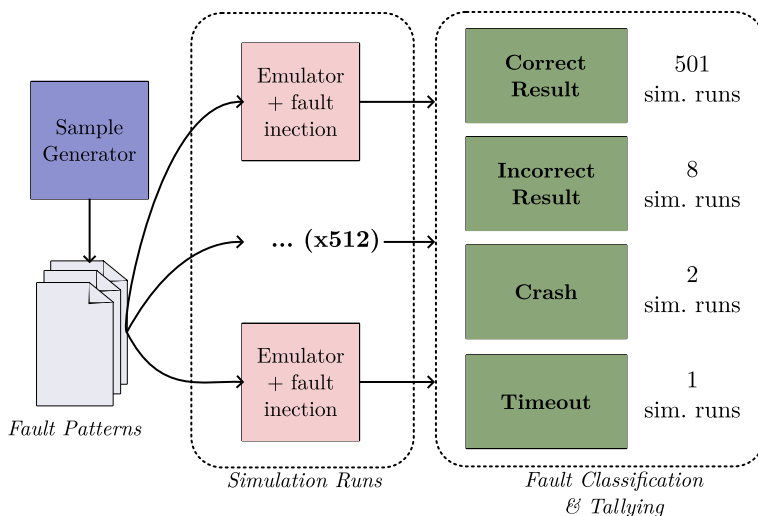 Sample
Generator
Fault Patterns
Emulator
+ fault
inection
... (x512)
Emulator
+ fault
inection
Simulation Runs
Correct
Result
501
sim. runs
Incorrect
Result
8
sim. runs
Crash
2
sim. runs
Timeout
1
sim. runs
Fault Classification
& Tallying